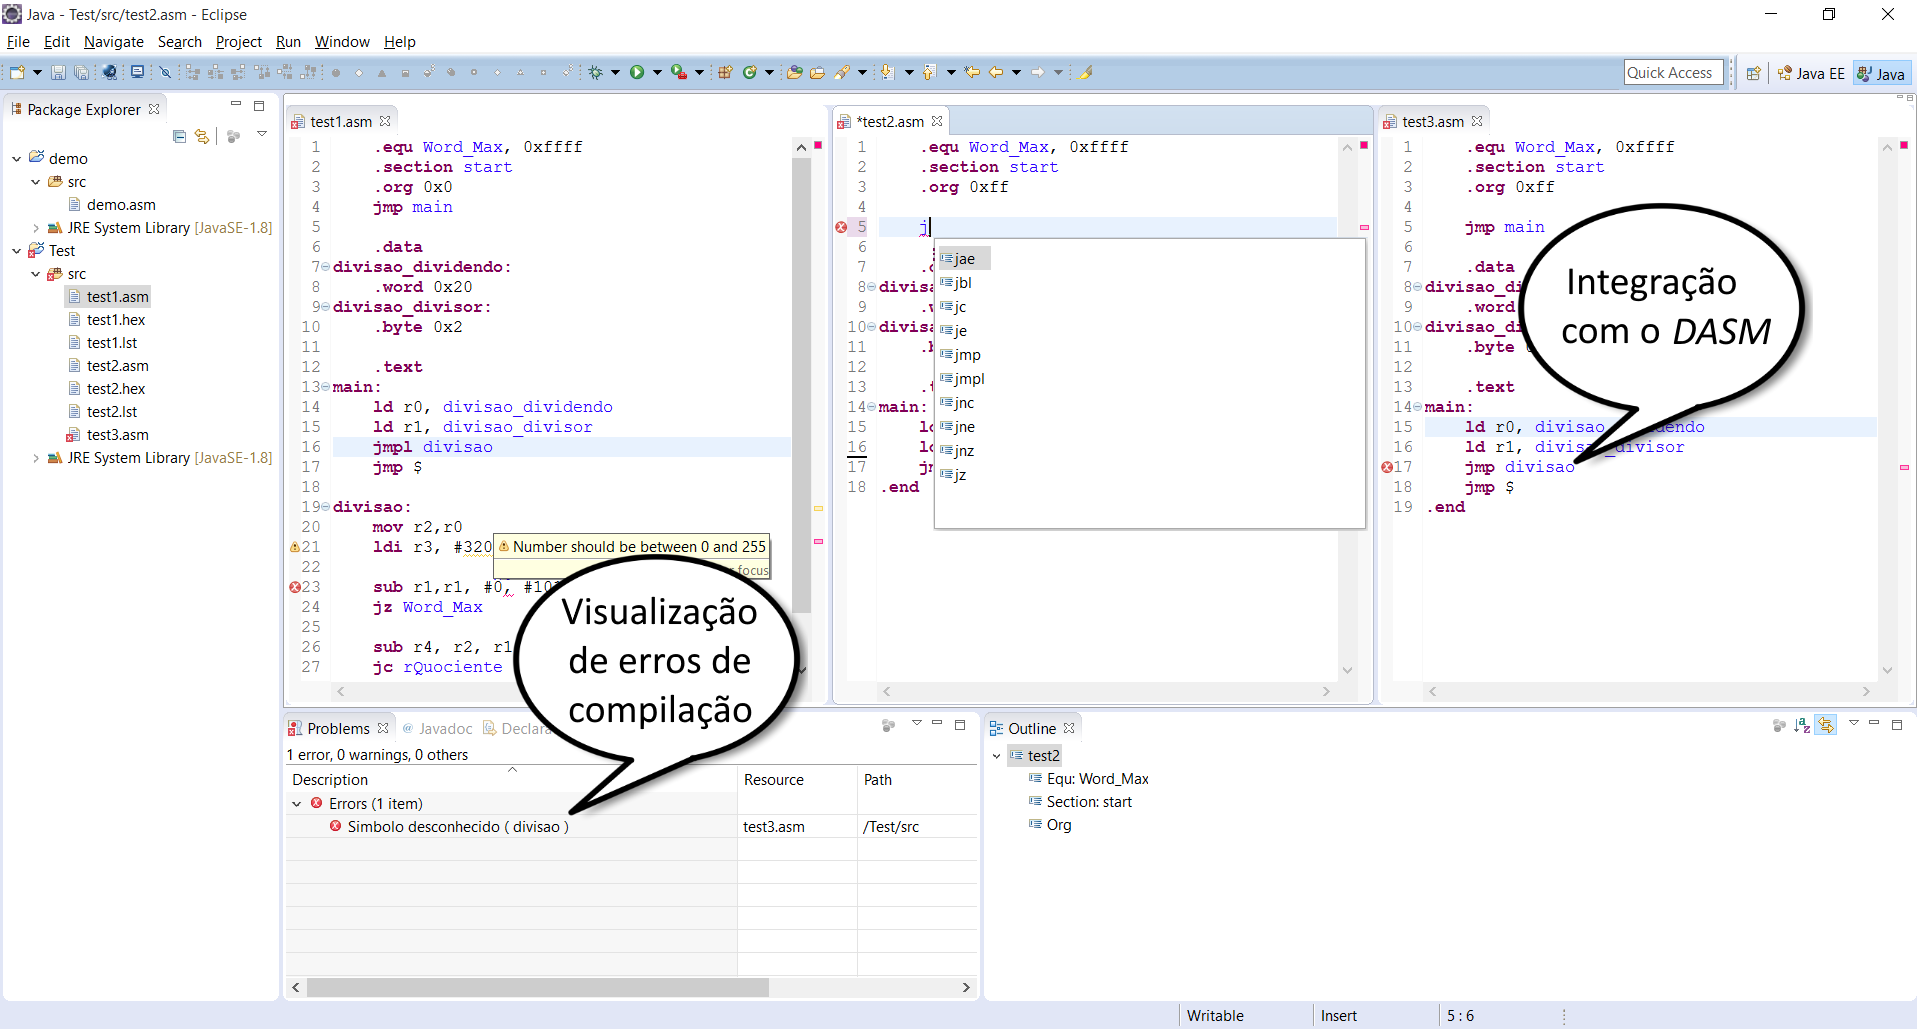 Java - Test/src/test2.asm - Eclipse
File Edit Navigate Search Project Run Window Help
Quick Access
Java EE
Java
Package Explorer
demo
src
demo.asm
JRE System Library [JavaSE-1.8]
Test
src
test1.asm
test1.hex
test1.lst
test2.asm
test2.hex
test2.lst
test3.asm
JRE System Library [JavaSE-1.8]
test1.asm
1 .equ Word_Max, 0xffff
2 .section start
3 .org 0x0
4 jmp main
5
6 .data
7 divisao_dividendo:
8 .word 0x20
9 divisao_divisor:
10 .byte 0x2
11
12 .text
13 main:
14 ld r0, divisao_dividendo
15 ld r1, divisao_divisor
16 jmpl divisao
17 jmp $
18
19 divisao:
20 mov r2,r0
21 ldi r3, #320
Number should be between 0 and 255
focus
22
23 sub r1,r1, #0, #10
24 jz Word_Max
25
26 sub r4, r2, r1
27 jc rQuociente
Visualização
de erros de
compilação
*test2.asm
1 .equ Word_Max, 0xffff
2 .section start
3 .org 0xff
4
5 j
6
7 .
8 divisa
9 .
10 divisa
11 .
12
13 .
14 main:
15 l
16 l
17 j
18 .end
jae
jbl
jc
je
jmp
jmpl
jnc
jne
jnz
jz
test3.asm
1 .equ Word_Max, 0xffff
2 .section start
3 .org 0xff
4
5 jmp main
6
7 .data
8 divisao_di
9 .word
10 divisao_di
11 .byte
12
13 .text
14 main:
15 ld r0, divisao_dividendo
16 ld r1, divisao_divisor
17 jmp divisao
18 jmp $
19 .end
Integração
com o DASM
Problems Javadoc Declara
1 error, 0 warnings, 0 others
Description Resource Path
Errors (1 item)
Simbolo desconhecido ( divisao ) test3.asm /Test/src
Outline
test2
Equ: Word_Max
Section: start
Org
Writable Insert 5 : 6